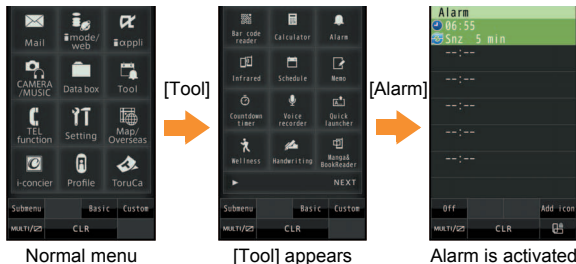 Mail
imode/
web
iαppli
CAMERA
/MUSIC
Data box
Tool
TEL
function
Setting
Map/
Overseas
i-concier
Profile
ToruCa
Submenu
Basic
Custom
MULTI/
CLR
Normal menu
[Tool]
Bar code
reader
Calculator
Alarm
Infrared
Schedule
Memo
Countdown
timer
Voice
recorder
Quick
launcher
Wellness
Handwriting
Manga&
BookReader
NEXT
Submenu
Basic
Custom
MULTI/
CLR
[Tool] appears
[Alarm]
Alarm
06:55
Snz 5 min
--:--
--:--
--:--
--:--
--:--
Off
Add icon
MULTI/
CLR
Alarm is activated